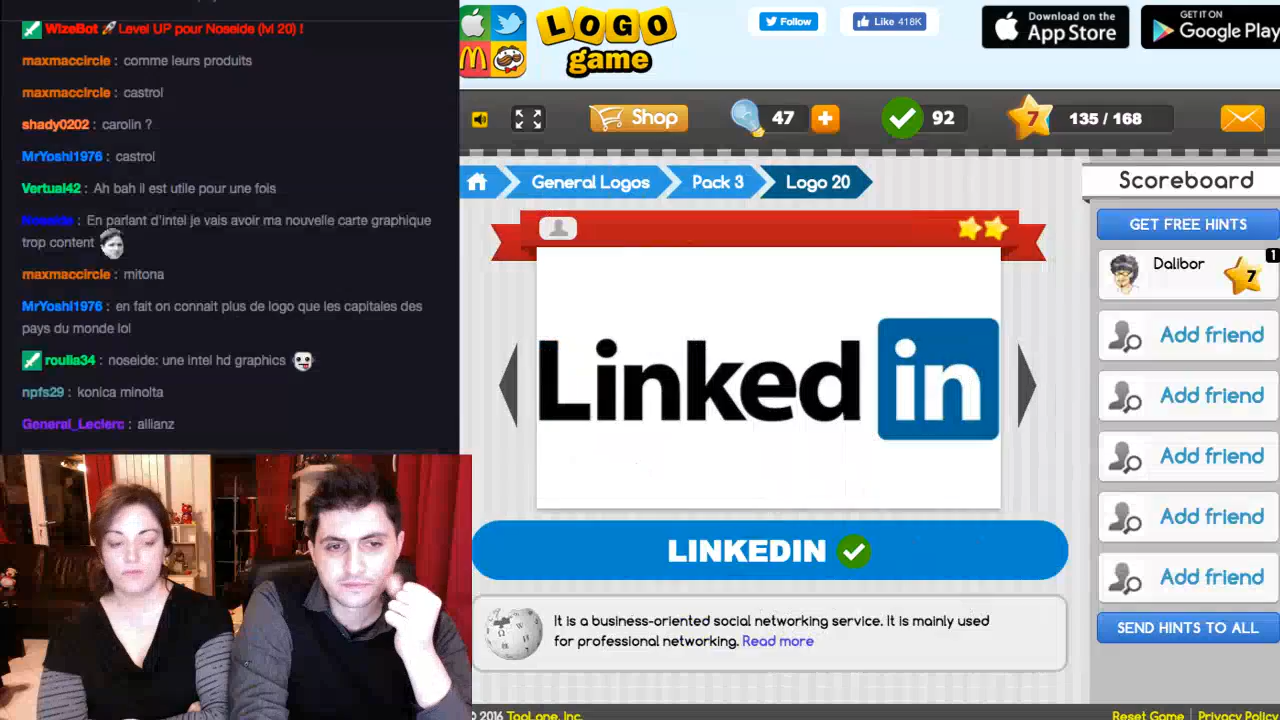 WizeBot 🚀 Level UP pour Noseide (lvl 20) !
maxmaccircle : comme leurs produits
maxmaccircle : castrol
shady0202 : carolin ?
MrYoshi1976 : castrol
Vertual42 : Ah bah il est utile pour une fois
Noseide : En parlant d'intel je vais avoir ma nouvelle carte graphique
trop content
maxmaccircle : mitona
MrYoshi1976 : en fait on connait plus de logo que les capitales des
pays du monde lol
roulia34 : noseide: une intel hd graphics
npfs29 : konica minolta
General_Leclerc : allianz
LOGO
game
Follow
Like 418K
Download on the
App Store
GET IT ON
Google Play
Shop
47
92
7
135 / 168
General Logos
Pack 3
Logo 20
Linked in
LINKEDIN
It is a business-oriented social networking service. It is mainly used
for professional networking. Read more
Scoreboard
GET FREE HINTS
1
Dalibor
7
Add friend
Add friend
Add friend
Add friend
Add friend
SEND HINTS TO ALL
© 2016 TooLone, Inc.
Reset Game | Privacy Policy